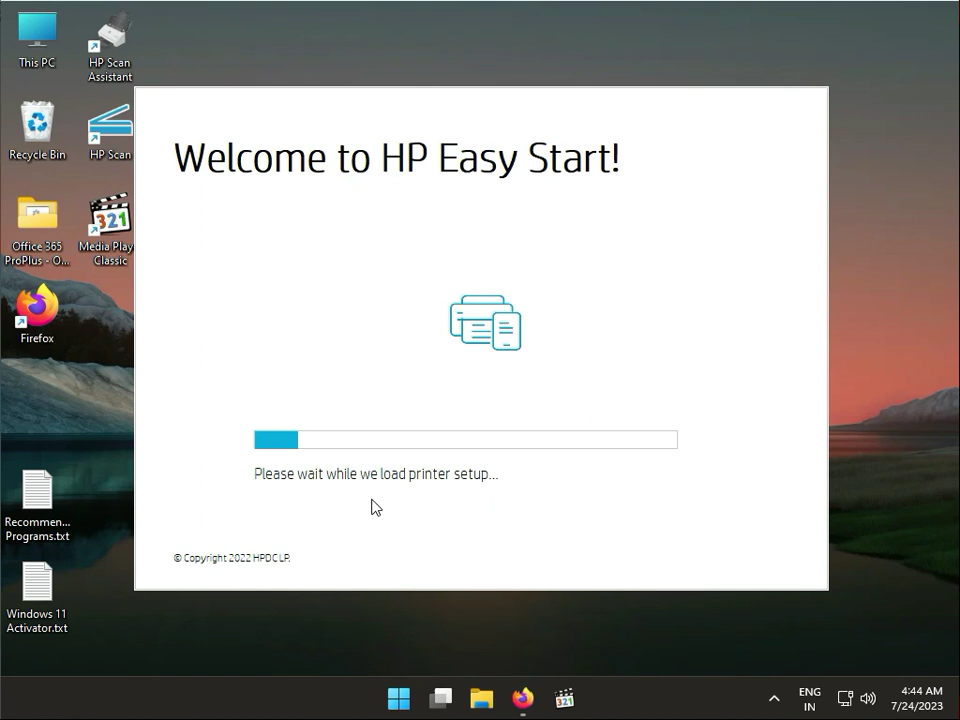 This PC
HP Scan
Assistant
Recycle Bin
HP Scan
Office 365
ProPlus - O...
Media Play
321
Classic
Firefox
Recommen...
Programs.txt
Windows 11
Activator.txt
Welcome to HP Easy Start!
Please wait while we load printer setup...
© Copyright 2022 HPDC LP.
321
ENG
IN
4:44 AM
7/24/2023